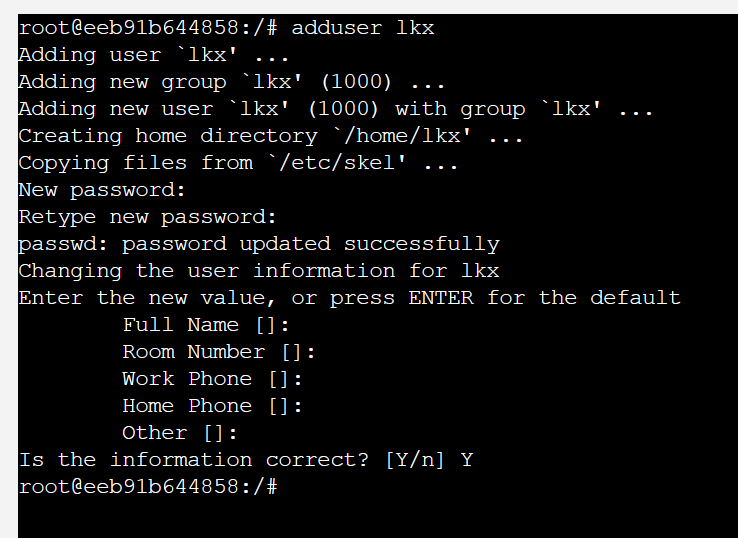 root@eeb91b644858:/# adduser lkx
Adding user `lkx' ...
Adding new group `lkx' (1000) ...
Adding new user `lkx' (1000) with group `lkx' ...
Creating home directory `/home/lkx' ...
Copying files from `/etc/skel' ...
New password:
Retype new password:
passwd: password updated successfully
Changing the user information for lkx
Enter the new value, or press ENTER for the default
        Full Name []:
        Room Number []:
        Work Phone []:
        Home Phone []:
        Other []:
Is the information correct? [Y/n] Y
root@eeb91b644858:/#